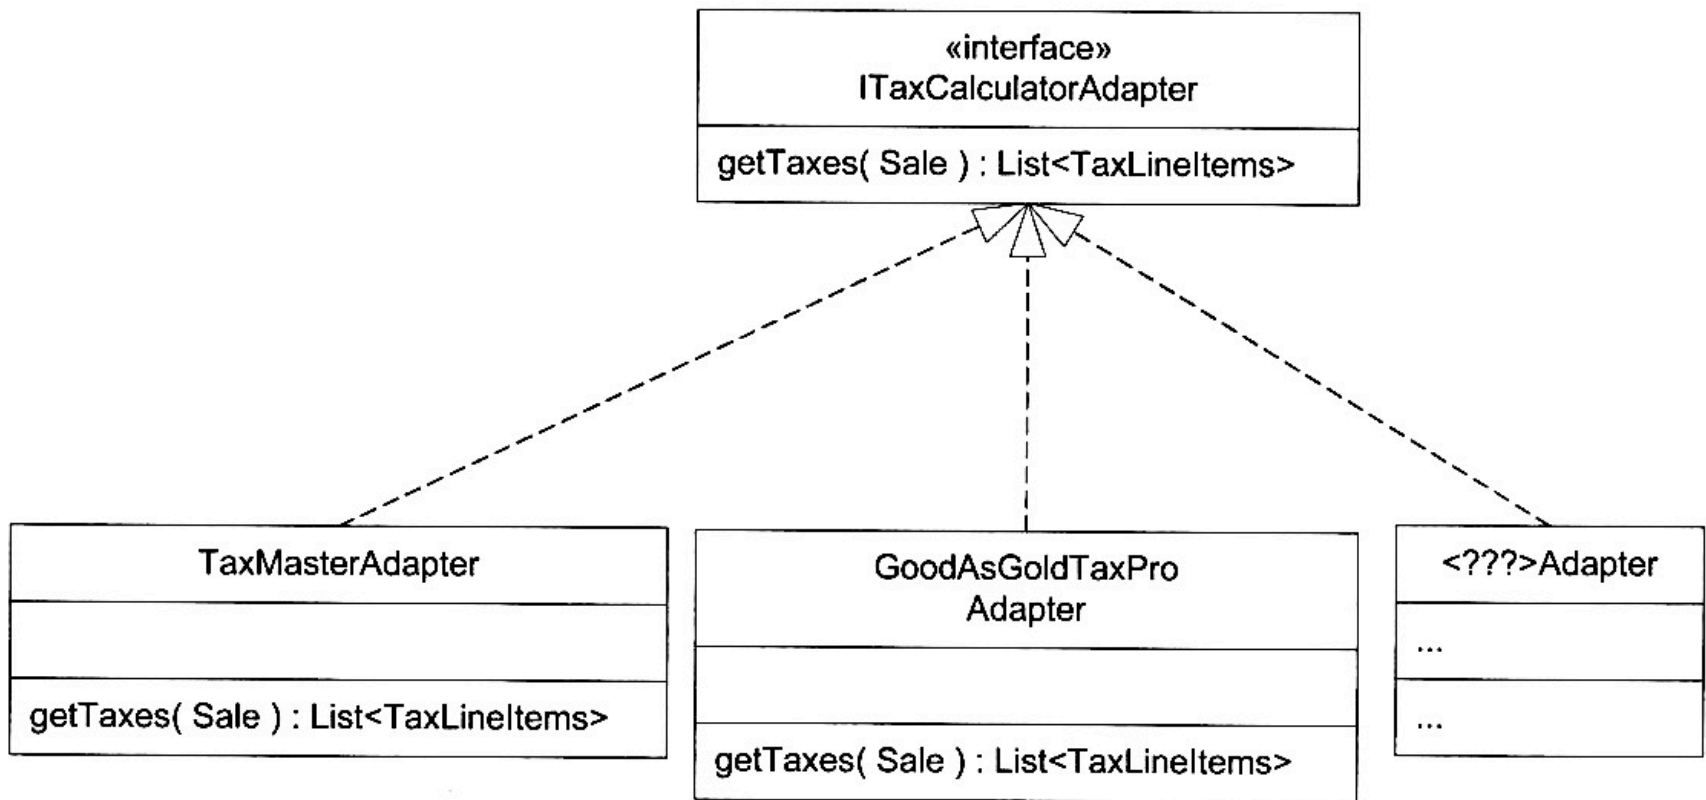 «interface»
ITaxCalculatorAdapter
getTaxes( Sale ) : List<TaxLineItems>
TaxMasterAdapter
getTaxes( Sale ) : List<TaxLineItems>
GoodAsGoldTaxPro
Adapter
getTaxes( Sale ) : List<TaxLineItems>
<???>Adapter
...
...